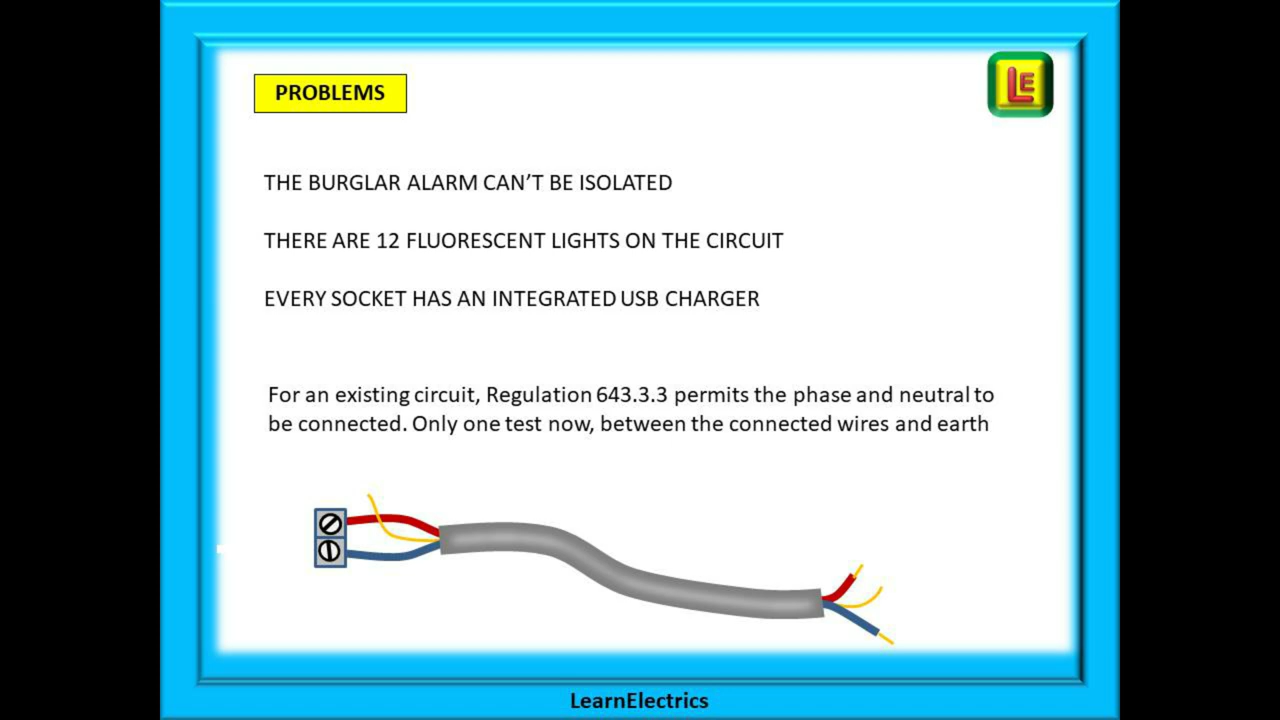 PROBLEMS
LE
THE BURGLAR ALARM CAN'T BE ISOLATED
THERE ARE 12 FLUORESCENT LIGHTS ON THE CIRCUIT
EVERY SOCKET HAS AN INTEGRATED USB CHARGER
For an existing circuit, Regulation 643.3.3 permits the phase and neutral to
be connected. Only one test now, between the connected wires and earth
LearnElectrics